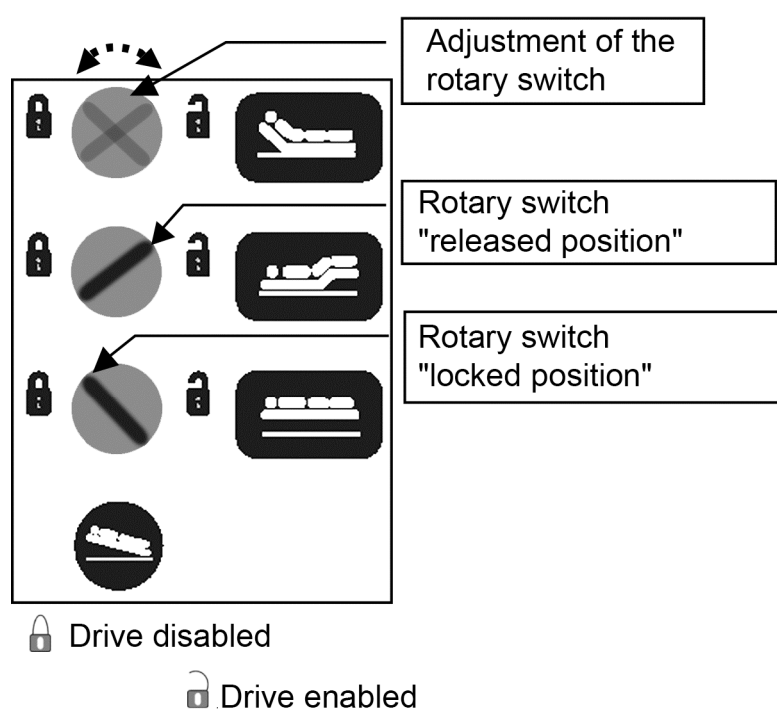 Adjustment of the
rotary switch
Rotary switch
"released position"
Rotary switch
"locked position"
Drive disabled
Drive enabled